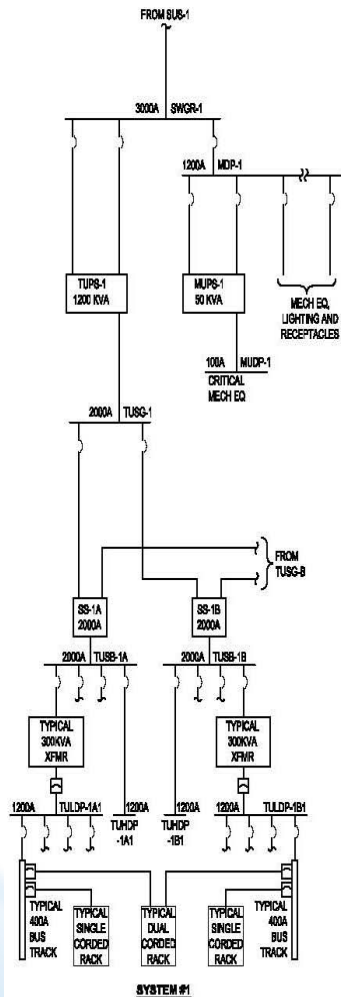 FROM SUS-1
3000A SWGR-1
1200A MDP-1
TUPS-1
1200 KVA
MUPS-1
50 KVA
MECH EQ,
LIGHTING AND
RECEPTACLES
100A MUDP-1
CRITICAL
MECH EQ
2000A TUSG-1
FROM
TUSG-B
SS-1A
2000A
SS-1B
2000A
2000A TUSB-1A
2000A TUSB-1B
TYPICAL
300KVA
XFMR
TYPICAL
300KVA
XFMR
1200A TULDP-1A1
1200A
TUHDP
-1A1
1200A
TUHDP
-1B1
1200A TULDP-1B1
TYPICAL
400A
BUS
TRACK
TYPICAL
SINGLE
CORDED
RACK
TYPICAL
DUAL
CORDED
RACK
TYPICAL
SINGLE
CORDED
RACK
TYPICAL
400A
BUS
TRACK
SYSTEM #1